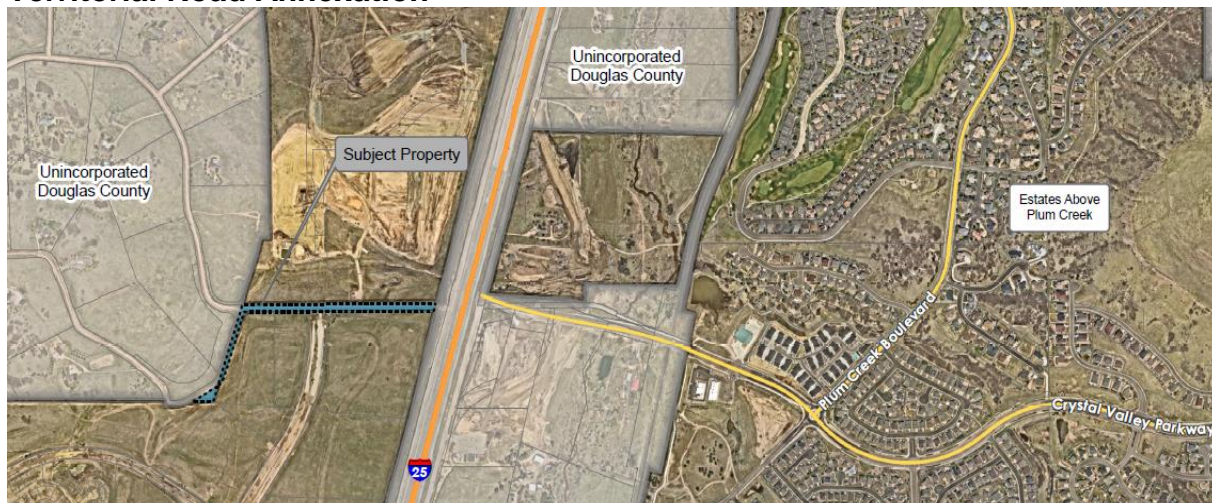 Territorial Road Annexation
Unincorporated
Douglas County
Subject Property
Unincorporated
Douglas County
Estates Above
Plum Creek
Plum Creek Boulevard
Crystal Valley Parkway
25